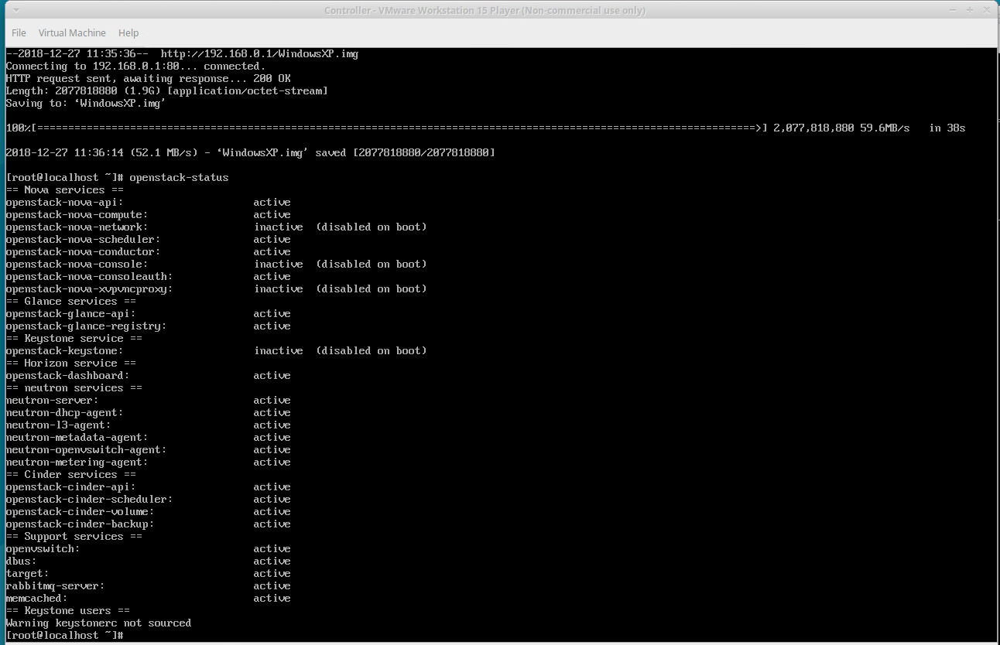 Controller - VMware Workstation 15 Player (Non-commercial use only)
File Virtual Machine Help
--2018-12-27 11:35:36-- http://192.168.0.1/WindowsXP.img
Connecting to 192.168.0.1:80... connected.
HTTP request sent, awaiting response... 200 OK
Length: 2077818880 (1.9G) [application/octet-stream]
Saving to: ‘WindowsXP.img’
100%[====================================================================================================================>] 2,077,818,880 59.6MB/s in 38s
2018-12-27 11:36:14 (52.1 MB/s) - ‘WindowsXP.img’ saved [2077818880/2077818880]
[root@localhost ~]# openstack-status
== Nova services ==
openstack-nova-api: active
openstack-nova-compute: active
openstack-nova-network: inactive (disabled on boot)
openstack-nova-scheduler: active
openstack-nova-conductor: active
openstack-nova-console: inactive (disabled on boot)
openstack-nova-consoleauth: active
openstack-nova-xvpvncproxy: inactive (disabled on boot)
== Glance services ==
openstack-glance-api: active
openstack-glance-registry: active
== Keystone service ==
openstack-keystone: inactive (disabled on boot)
== Horizon service ==
openstack-dashboard: active
== neutron services ==
neutron-server: active
neutron-dhcp-agent: active
neutron-l3-agent: active
neutron-metadata-agent: active
neutron-openvswitch-agent: active
neutron-metering-agent: active
== Cinder services ==
openstack-cinder-api: active
openstack-cinder-scheduler: active
openstack-cinder-volume: active
openstack-cinder-backup: active
== Support services ==
openvswitch: active
dbus: active
target: active
rabbitmq-server: active
memcached: active
== Keystone users ==
Warning keystonerc not sourced
[root@localhost ~]#